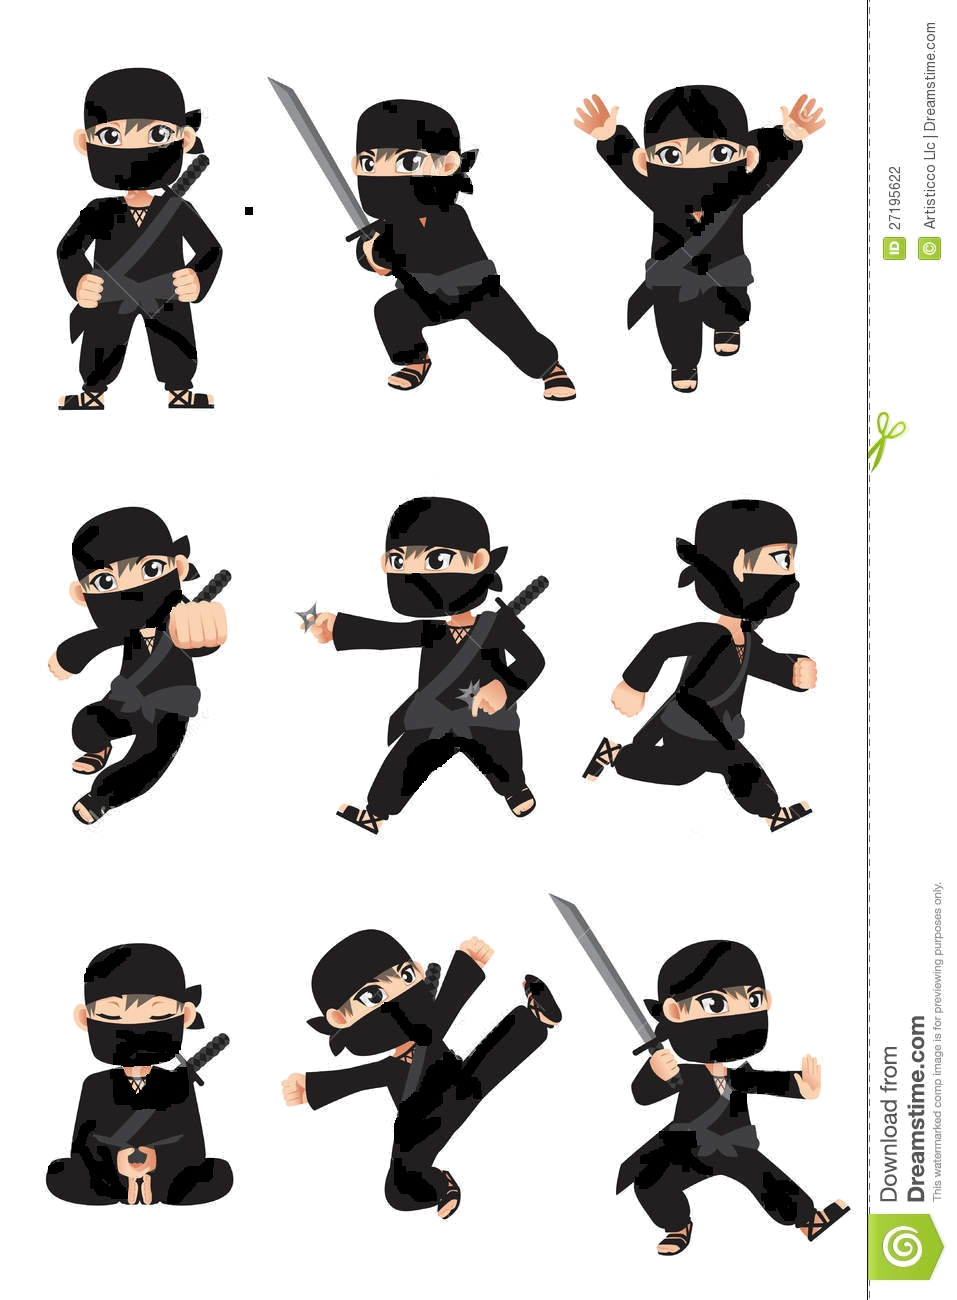 Download from
Dreamstime.com
This watermarked comp image is for previewing purposes only.
ID 27195622
© Artisticco Llc | Dreamstime.com